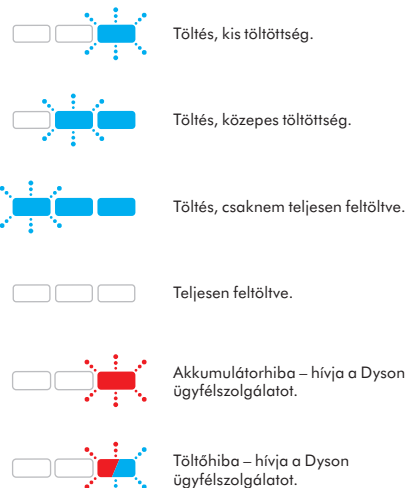 Töltés, kis töltöttség.
Töltés, közepes töltöttség.
Töltés, csaknem teljesen feltöltve.
Teljesen feltöltve.
Akkumulátorhiba – hívja a Dyson
ügyfélszolgálatot.
Töltőhiba – hívja a Dyson
ügyfélszolgálatot.